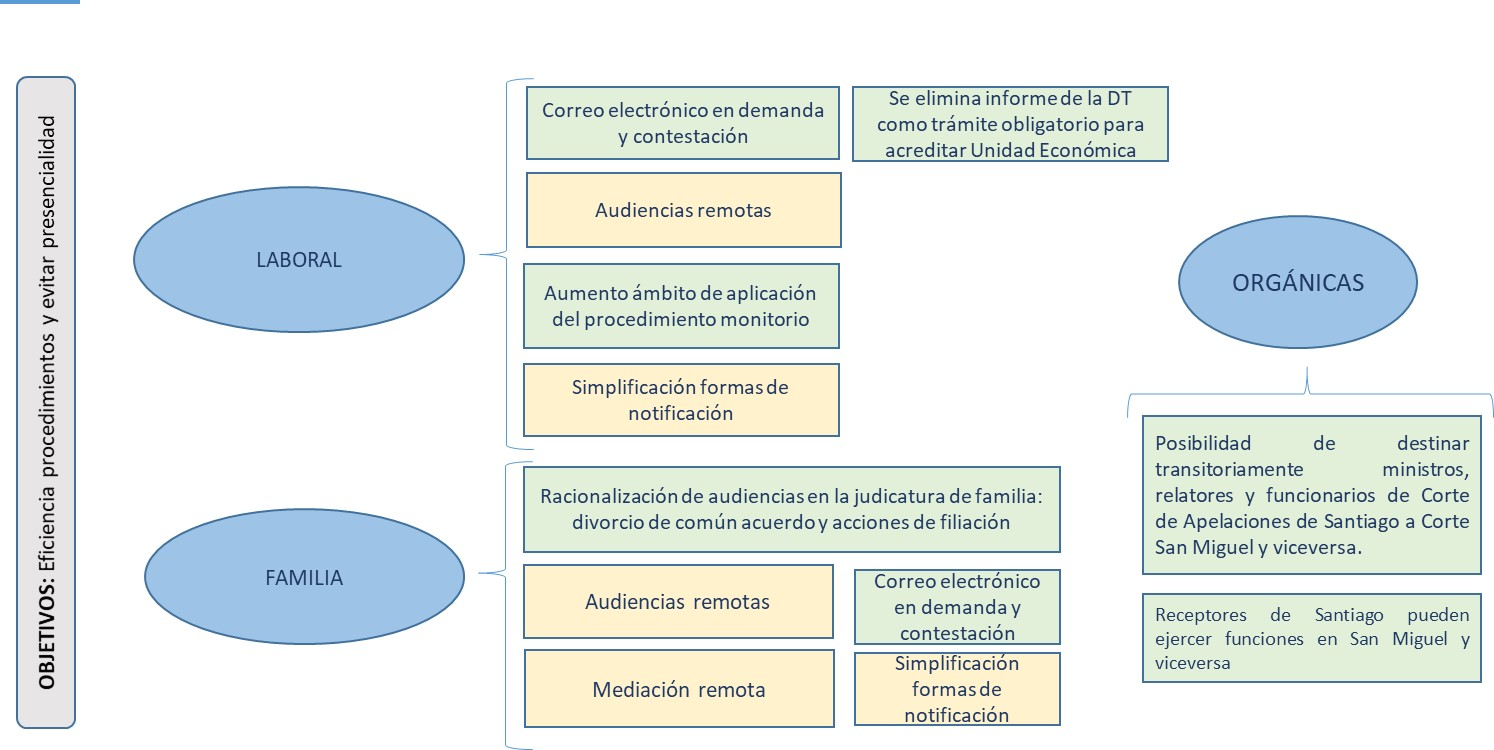 OBJETIVOS: Eficiencia procedimientos y evitar presencialidad
LABORAL
Correo electrónico en demanda
y contestación
Se elimina informe de la DT
como trámite obligatorio para
acreditar Unidad Económica
Audiencias remotas
Aumento ámbito de aplicación
del procedimiento monitorio
Simplificación formas de
notificación
FAMILIA
Racionalización de audiencias en la judicatura de familia:
divorcio de común acuerdo y acciones de filiación
Audiencias remotas
Correo electrónico
en demanda y
contestación
Mediación remota
Simplificación
formas de
notificación
ORGÁNICAS
Posibilidad de destinar
transitoriamente ministros,
relatores y funcionarios de Corte
de Apelaciones de Santiago a Corte
San Miguel y viceversa.
Receptores de Santiago pueden
ejercer funciones en San Miguel y
viceversa